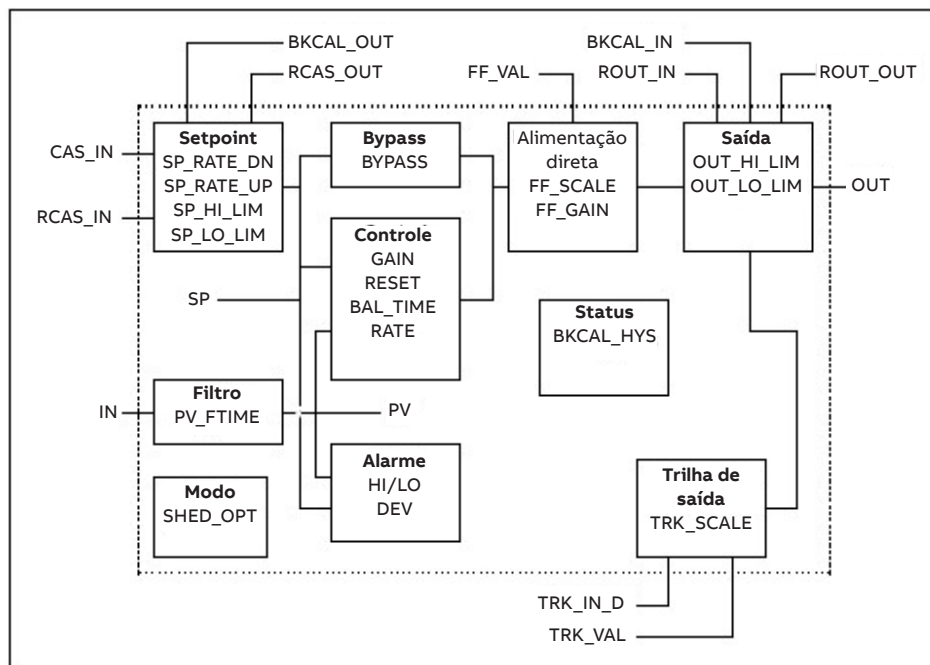 BKCAL_OUT
BKCAL_IN
RCAS_OUT
FF_VAL
ROUT_IN
ROUT_OUT
CAS_IN
RCAS_IN
Setpoint
SP_RATE_DN
SP_RATE_UP
SP_HI_LIM
SP_LO_LIM
Bypass
BYPASS
Alimentação
direta
FF_SCALE
FF_GAIN
Saída
OUT_HI_LIM
OUT_LO_LIM
OUT
Controle
GAIN
RESET
BAL_TIME
RATE
SP
Status
BKCAL_HYS
IN
Filtro
PV_FTIME
PV
Modo
SHED_OPT
Alarme
HI/LO
DEV
Trilha de
saída
TRK_SCALE
TRK_IN_D
TRK_VAL